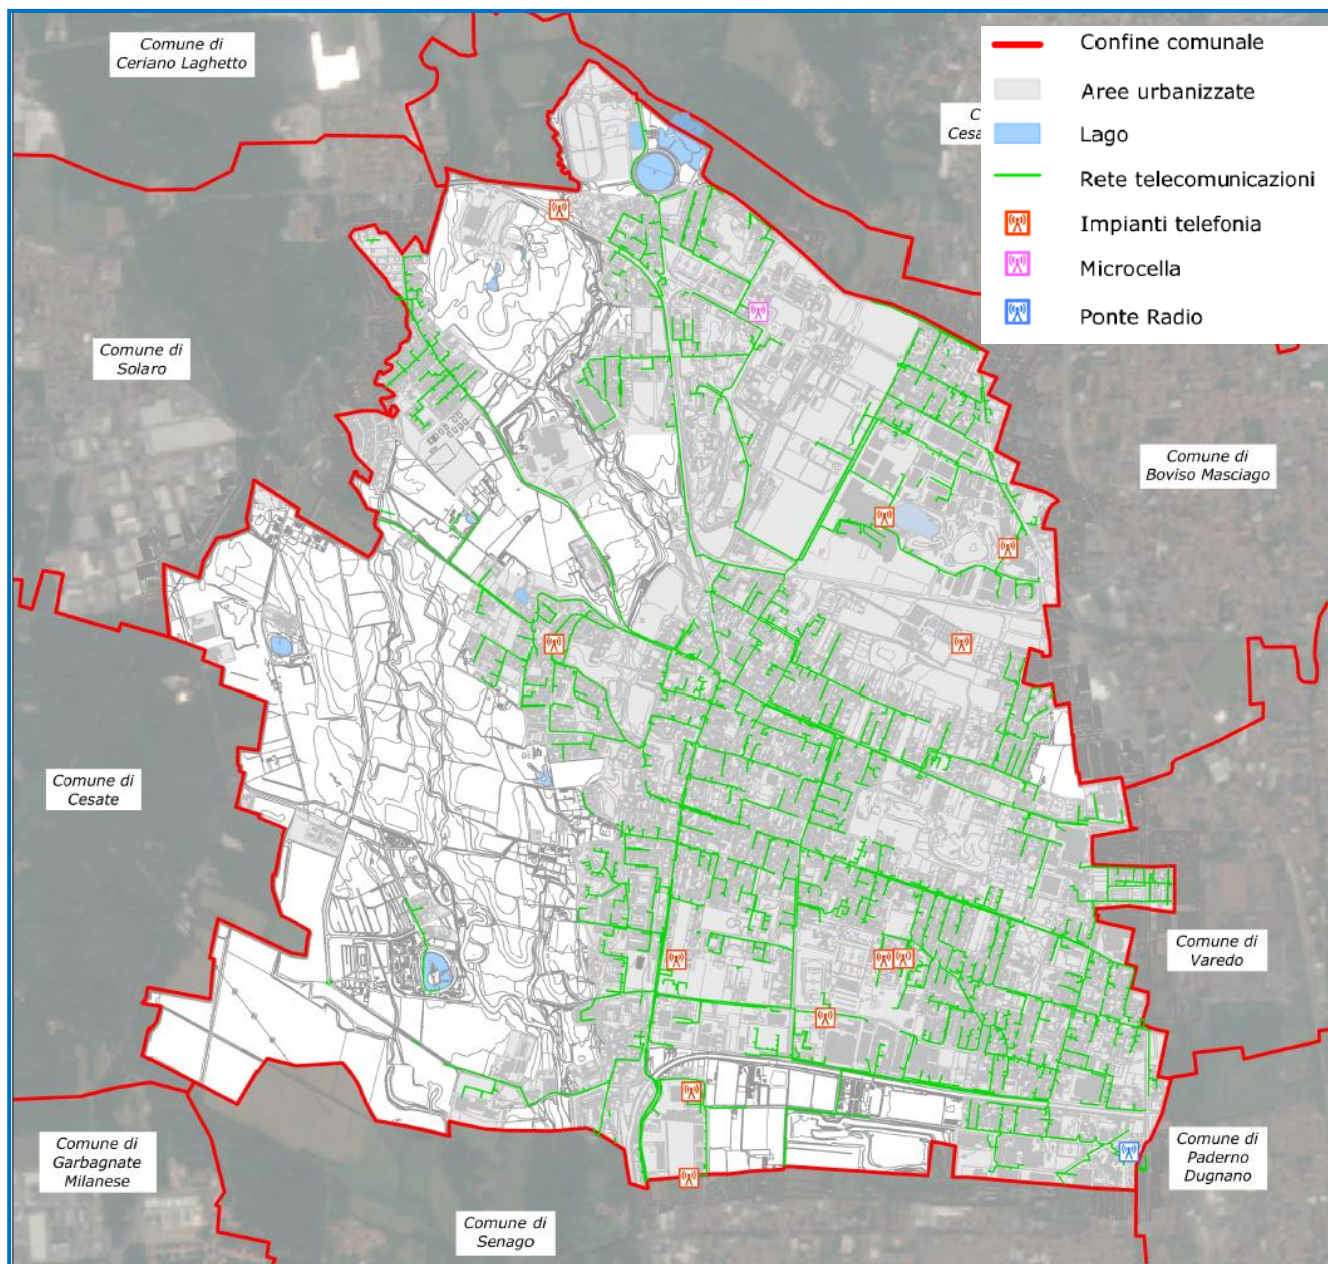 Comune di
Ceriano Laghetto
Confine comunale
Aree urbanizzate
Lago
Rete telecomunicazioni
Impianti telefonia
Microcella
Ponte Radio
Comune di
Solaro
Comune di
Boviso Masciago
Comune di
Cesate
Comune di
Varedo
Comune di
Garbagnate
Milanese
Comune di
Senago
Comune di
Paderno
Dugnano